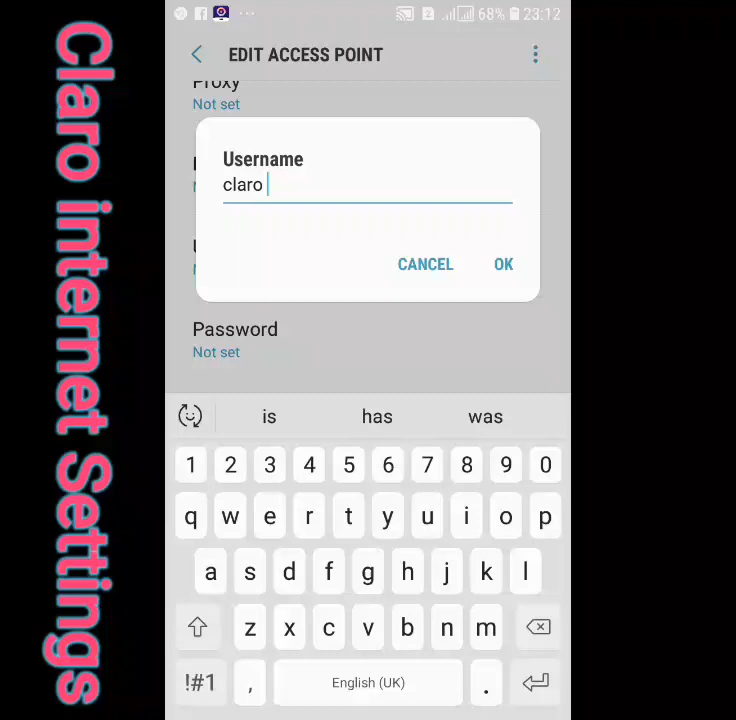 Claro internet Settings
68% 23:12
EDIT ACCESS POINT
Proxy
Not set
Username
claro
CANCEL OK
Password
Not set
is has was
1 2 3 4 5 6 7 8 9 0
q w e r t y u i o p
a s d f g h j k l
z x c v b n m
!#1 , English (UK) .